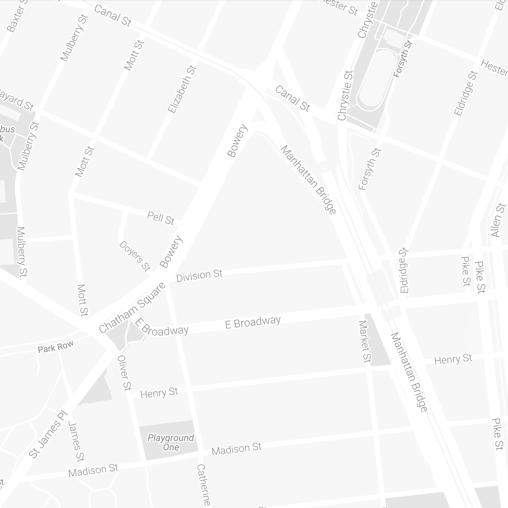 Baxter St
Mulberry St
Canal St
Mott St
Manchester St
Chrystie St
Forsyth St
Hester
Eldridge St
Elizabeth St
Canal St
Chrystie St
Bayard St
bus
k
Mulberry St
Mott St
Bowery
Manhattan Bridge
Forsyth St
Pell St
Doyers St
Bowery
Mulberry St
Mott St
Division St
Eldridge St
Pike St
Pike St
Allen St
Chatham Square
E Broadway
E Broadway
Park Row
Market St
Manhattan Bridge
Henry St
Oliver St
Henry St
St James Pl
James St
Playground
One
Madison St
Madison St
Catherine
Pike St